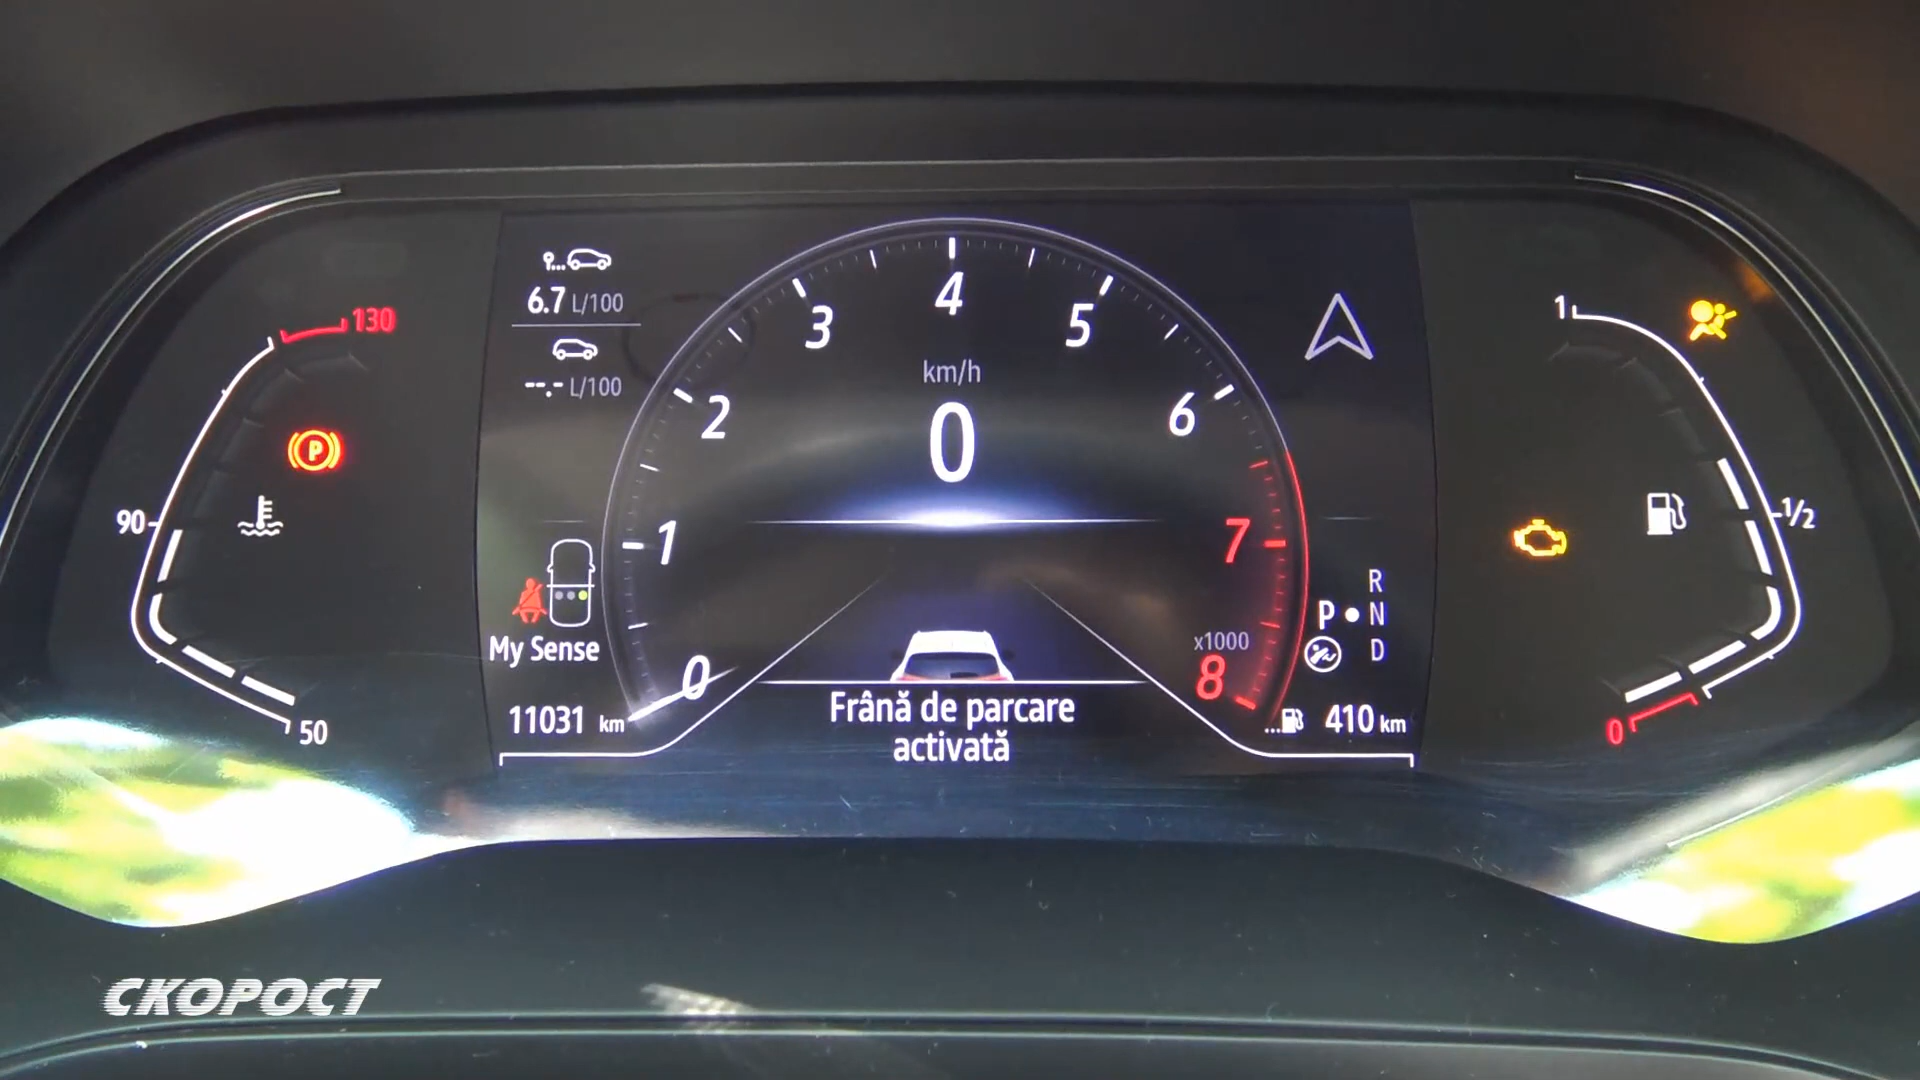 130
90
50
6.7 L/100
--.- L/100
My Sense
11031 km
0
1
2
3
4
5
6
7
8
x1000
km/h
0
Frână de parcare
activată
P
R
P N
D
410 km
1
1/2
0
СКОРОСТ